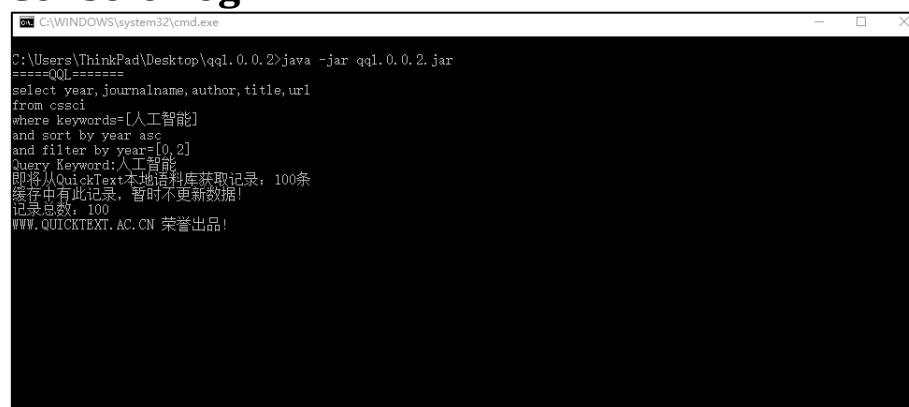 C:\WINDOWS\system32\cmd.exe
C:\Users\ThinkPad\Desktop\qq1.0.0.2>java -jar qq1.0.0.2.jar
=====QQL=======
select year,journalname,author,title,url
from cssci
where keywords=[人工智能]
and sort by year asc
and filter by year=[0,2]
Query Keyword:人工智能
即将从QuickText本地语料库获取记录：100条
缓存中有此记录，暂时不更新数据!
记录总数：100
WWW.QUICKTEXT.AC.CN 荣誉出品!